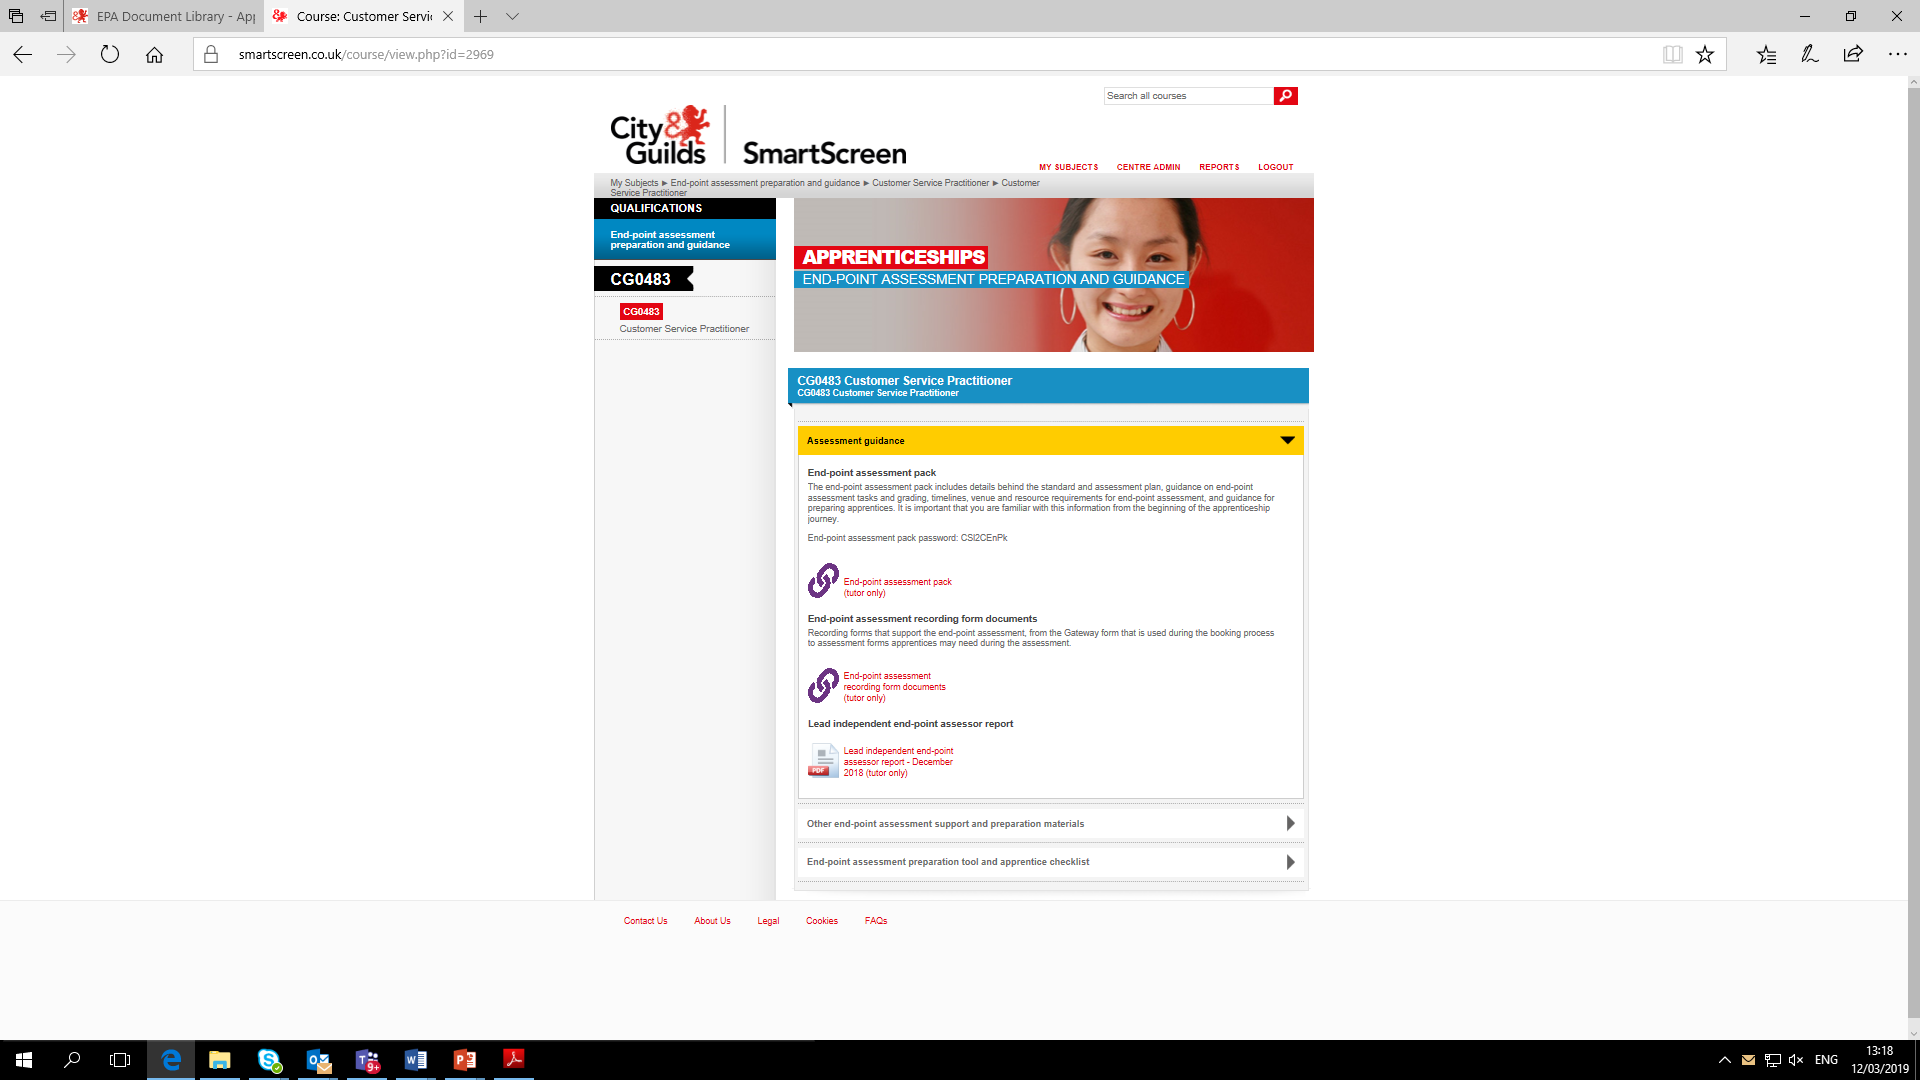 EPA Document Library - Ap
Course: Customer Servi
smartscreen.co.uk/course/view.php?id=2969
Search all courses
City & Guilds
SmartScreen
MY SUBJECTS CENTRE ADMIN REPORTS LOGOUT
My Subjects ► End-point assessment preparation and guidance ► Customer Service Practitioner ► Customer
Service Practitioner
QUALIFICATIONS
End-point assessment
preparation and guidance
CG0483
CG0483
Customer Service Practitioner
APPRENTICESHIPS
END-POINT ASSESSMENT PREPARATION AND GUIDANCE
CG0483 Customer Service Practitioner
CG0483 Customer Service Practitioner
Assessment guidance
End-point assessment pack
The end-point assessment pack includes details behind the standard and assessment plan, guidance on end-point
assessment tasks and grading, timelines, venue and resource requirements for end-point assessment, and guidance for
preparing apprentices. It is important that you are familiar with this information from the beginning of the apprenticeship
journey.
End-point assessment pack password: CSI2CEnPk
End-point assessment pack
(tutor only)
End-point assessment recording form documents
Recording forms that support the end-point assessment, from the Gateway form that is used during the booking process
to assessment forms apprentices may need during the assessment.
End-point assessment
recording form documents
(tutor only)
Lead independent end-point assessor report
PDF
Lead independent end-point
assessor report - December
2018 (tutor only)
Other end-point assessment support and preparation materials
End-point assessment preparation tool and apprentice checklist
Contact Us About Us Legal Cookies FAQs
9+
ENG
13:18
12/03/2019